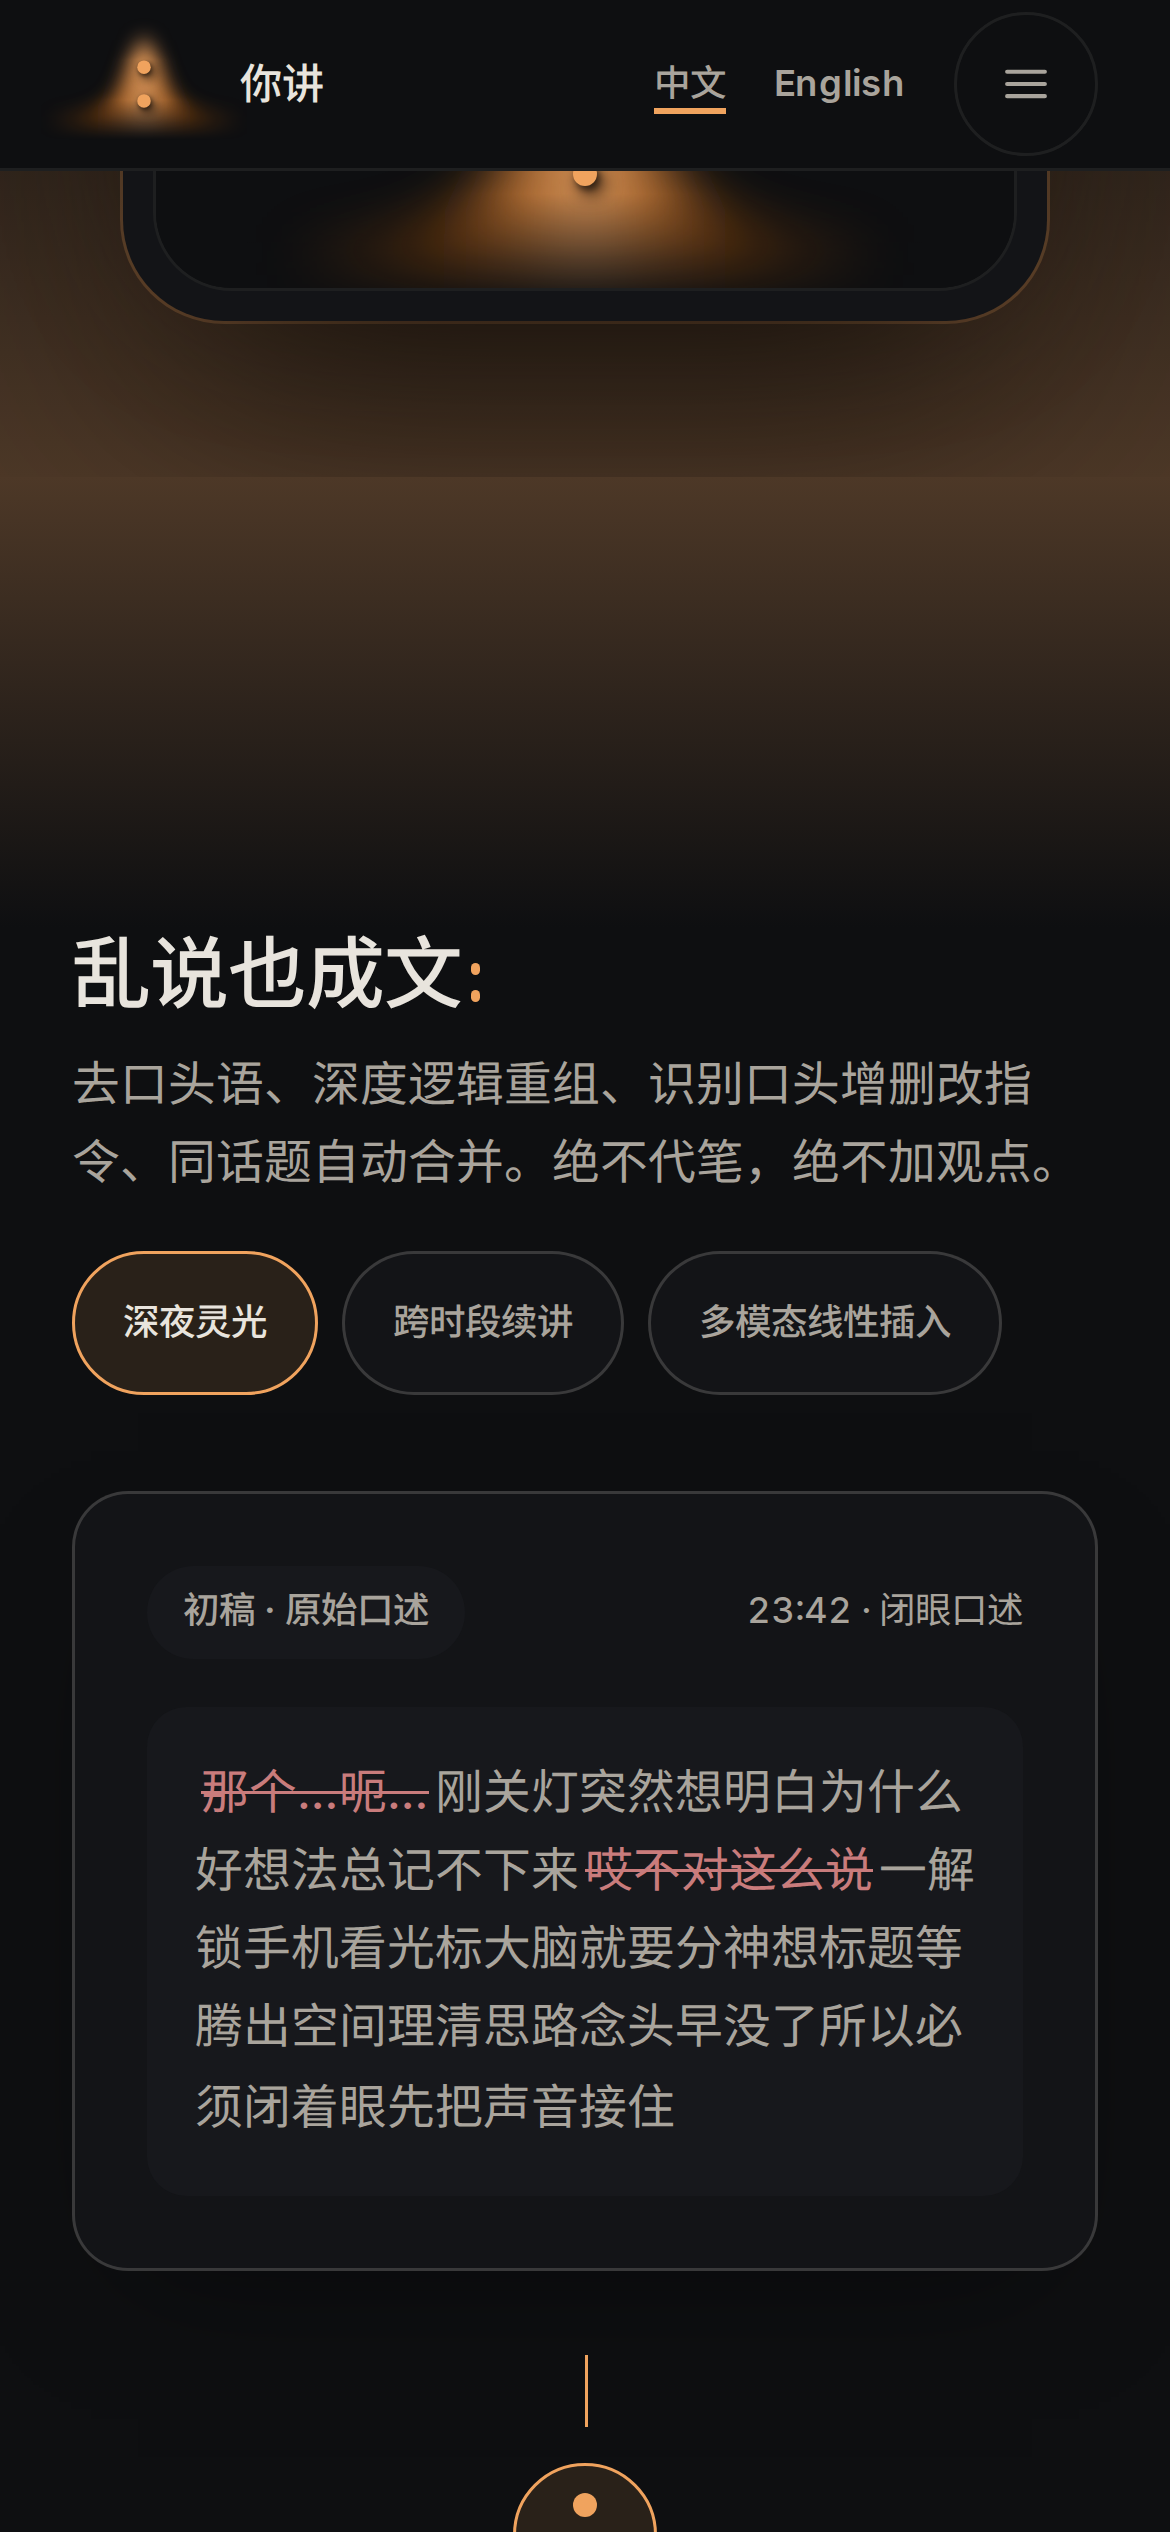 你讲
中文 English
乱说也成文:
去口头语、深度逻辑重组、识别口头增删改指
令、同话题自动合并。绝不代笔，绝不加观点。
深夜灵光 跨时段续讲 多模态线性插入
初稿 · 原始口述 23:42 · 闭眼口述
那个…呃…刚关灯突然想明白为什么
好想法总记不下来哎不对这么说一解
锁手机看光标大脑就要分神想标题等
腾出空间理清思路念头早没了所以必
须闭着眼先把声音接住